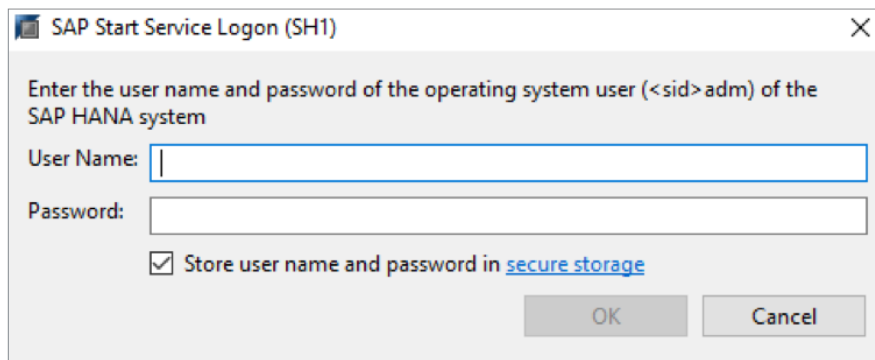 SAP Start Service Logon (SH1)
Enter the user name and password of the operating system user (<sid>adm) of the
SAP HANA system
User Name:
Password:
Store user name and password in secure storage
OK Cancel